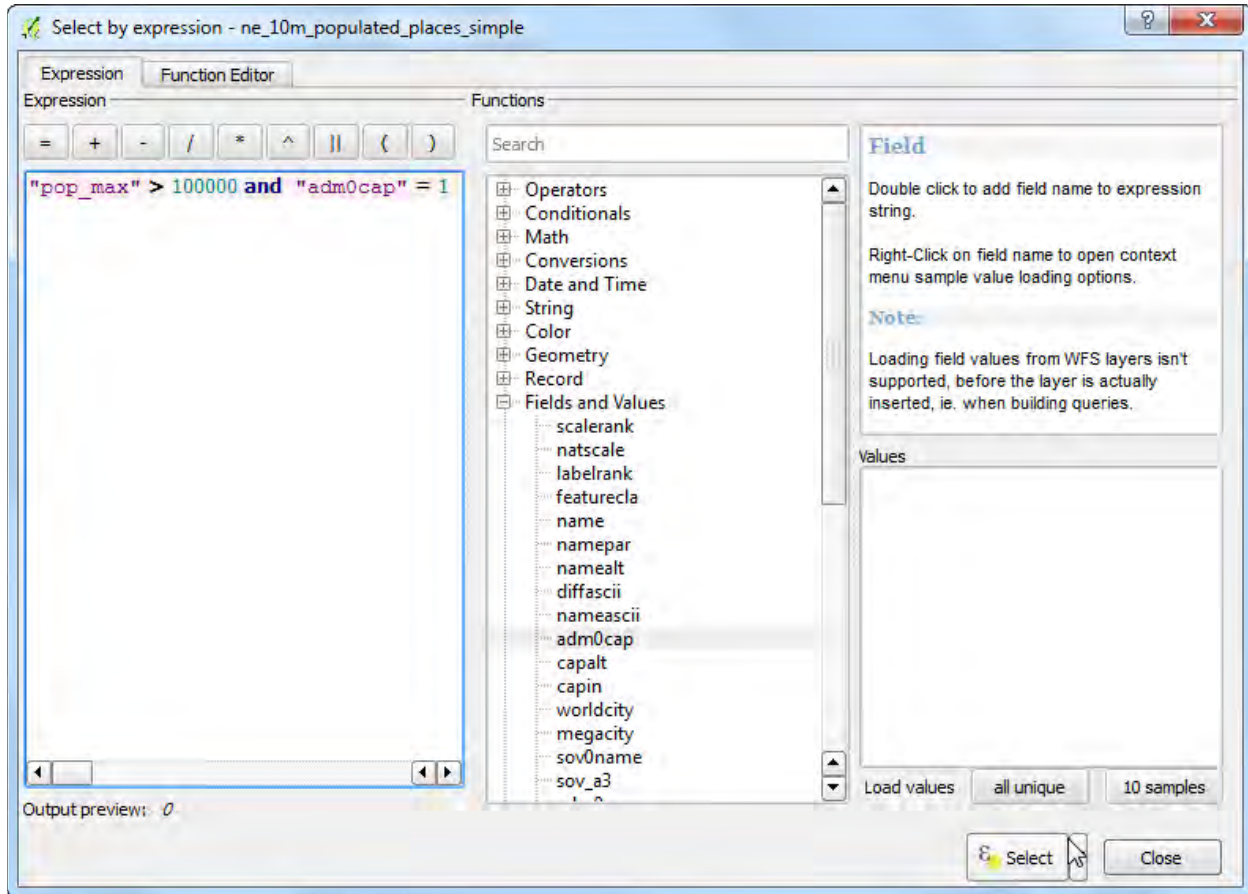 Select by expression - ne_10m_populated_places_simple
Expression Function Editor
Expression
= + - / * ^ || ( )
"pop_max" > 100000 and "adm0cap" = 1
Output preview: 0
Functions
Search
Operators
Conditionals
Math
Conversions
Date and Time
String
Color
Geometry
Record
Fields and Values
scalerank
natscale
labelrank
featurecla
name
namepar
namealt
diffascii
nameascii
adm0cap
capalt
capin
worldcity
megacity
sov0name
sov_a3
Field
Double click to add field name to expression
string.
Right-Click on field name to open context
menu sample value loading options.
Note:
Loading field values from WFS layers isn't
supported, before the layer is actually
inserted, ie. when building queries.
Values
Load values all unique 10 samples
Select Close